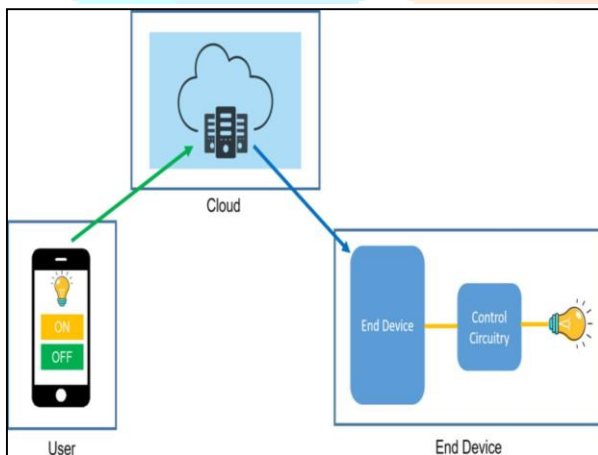 Cloud
ON
OFF
User
End Device
Control
Circuitry
End Device